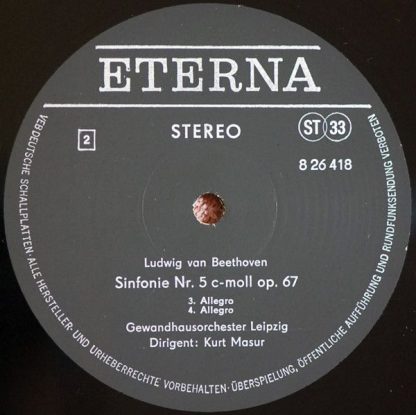 ETERNA
STEREO
ST 33
2
8 26 418
Ludwig van Beethoven
Sinfonie Nr. 5 c-moll op. 67
3. Allegro
4. Allegro
Gewandhausorchester Leipzig
Dirigent: Kurt Masur
VEB DEUTSCHE SCHALLPLATTEN · ALLE HERSTELLER- UND URHEBERRECHTE VORBEHALTEN · ÜBERSPIELUNG, ÖFFENTLICHE AUFFÜHRUNG UND RUNDFUNKSENDUNG VERBOTEN